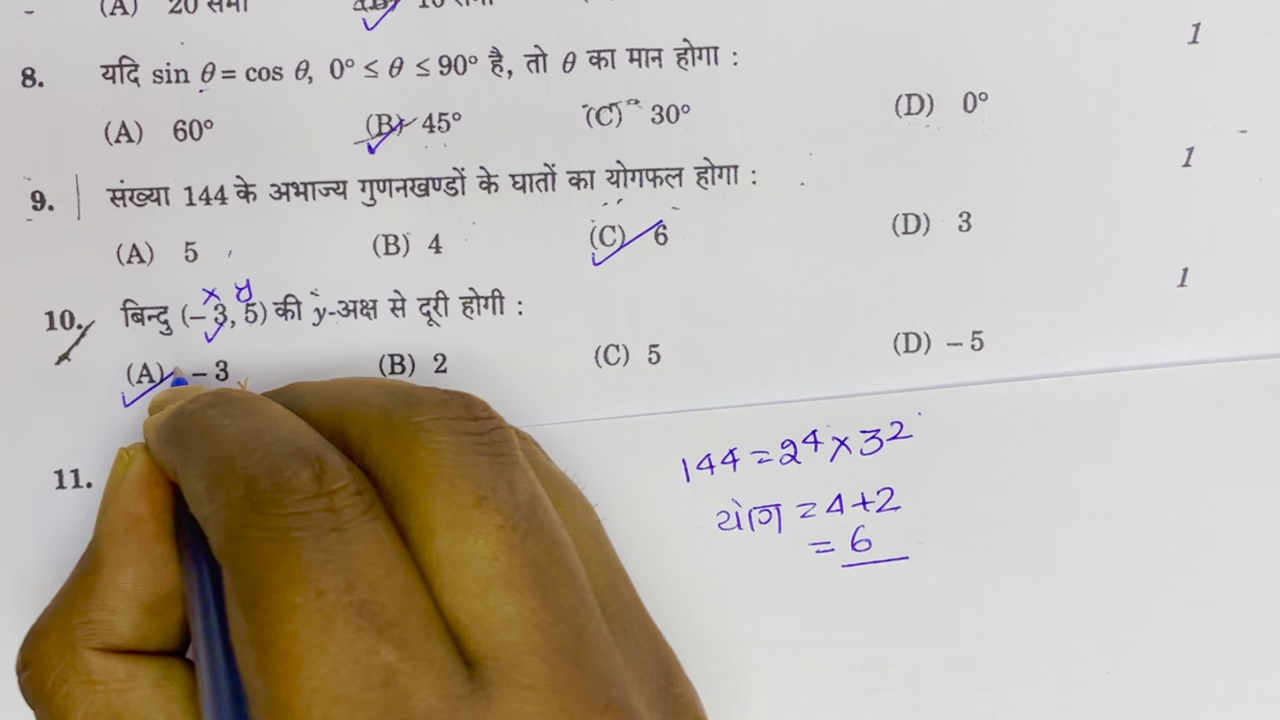 (A) 20 सेमी
1
8. यदि sin θ = cos θ, 0° ≤ θ ≤ 90° है, तो θ का मान होगा :
(A) 60° (B) 45° (C) 30° (D) 0°
1
9. संख्या 144 के अभाज्य गुणनखण्डों के घातों का योगफल होगा :
(A) 5 (B) 4 (C) 6 (D) 3
1
x y
10. बिन्दु (– 3, 5) की y-अक्ष से दूरी होगी :
(A) – 3 (B) 2 (C) 5 (D) – 5
11.
144 = 2⁴ × 3²
योग = 4+2
= 6